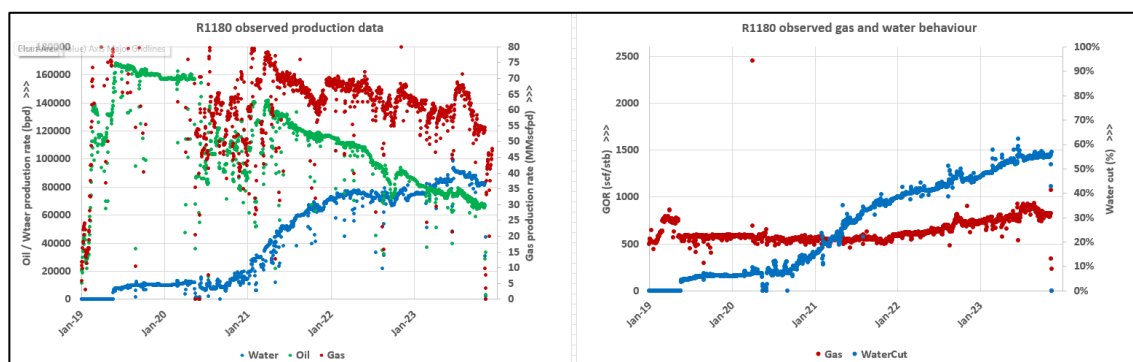 R1180 observed production data
180000
160000
140000
120000
100000
80000
60000
40000
20000
0
Oil / Wtaer production rate (bpd) >>>
80
75
70
65
60
55
50
45
40
35
30
25
20
15
10
5
0
Gas production rate (MMsfpd) >>>
Jan-19
Jan-20
Jan-21
Jan-22
Jan-23
Water
Oil
Gas
R1180 observed gas and water behaviour
2500
2000
1500
1000
500
0
GOR (scf/stb) >>>
100%
90%
80%
70%
60%
50%
40%
30%
20%
10%
0%
Water cut (%) >>>
Jan-19
Jan-20
Jan-21
Jan-22
Jan-23
Gas
WaterCut